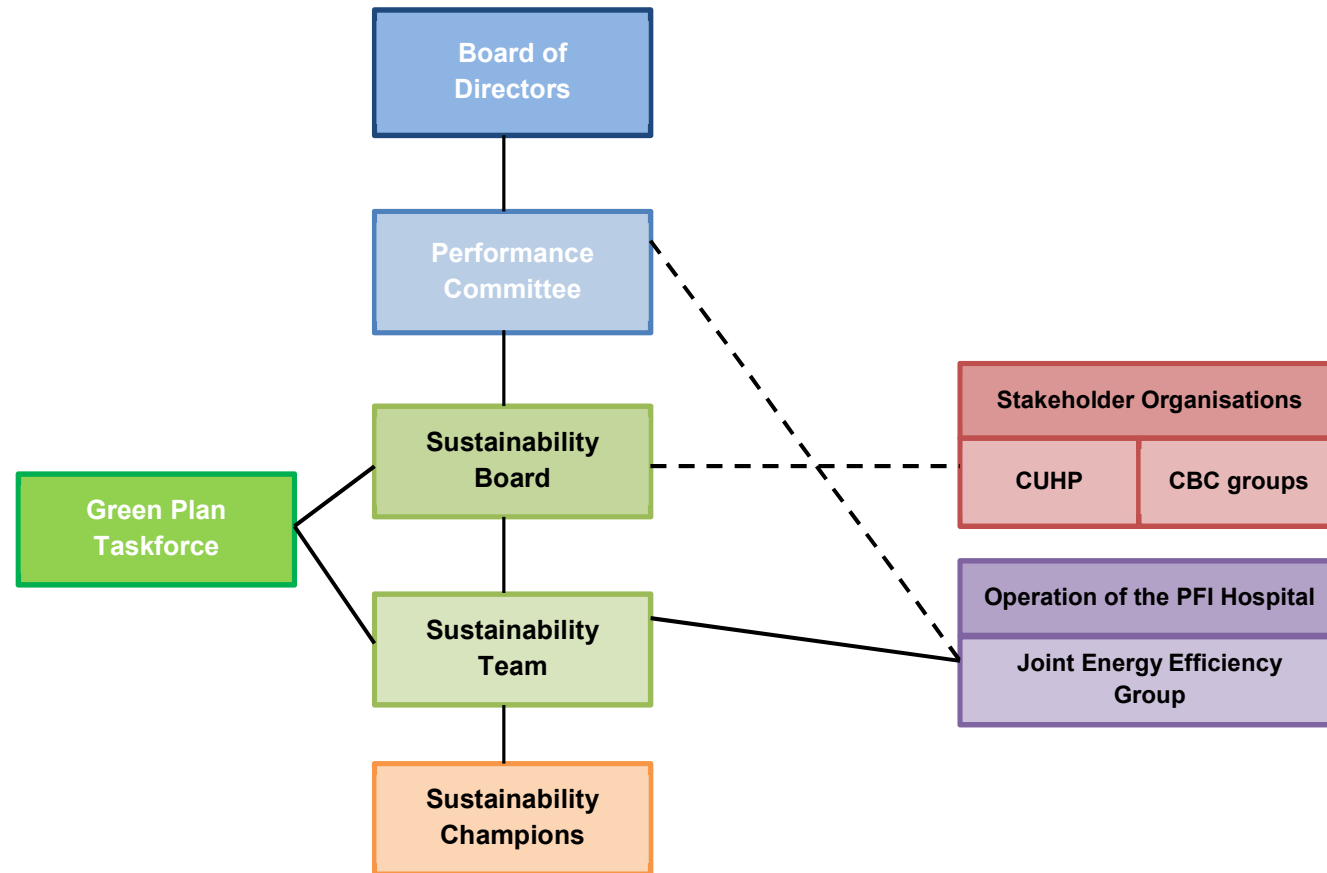 Board of
Directors
Performance
Committee
Sustainability
Board
Green Plan
Taskforce
Sustainability
Team
Sustainability
Champions
Stakeholder Organisations
CUHP
CBC groups
Operation of the PFI Hospital
Joint Energy Efficiency
Group